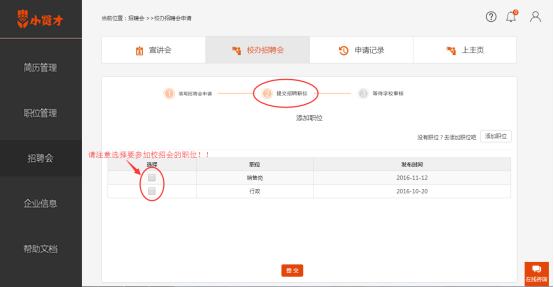 小贤才
当前位置：招聘会 >>校办招聘会申请
简历管理
职位管理
招聘会
企业信息
帮助文档
宣讲会
校办招聘会
申请记录
上主页
填写招聘会申请
提交招聘职位
等待学校审核
添加职位
没有职位？去添加职位吧
添加职位
请注意选择要参加校招会的职位！！
选择 职位 发布时间
销售岗 2016-11-12
行政 2016-10-20
提 交
在线咨询